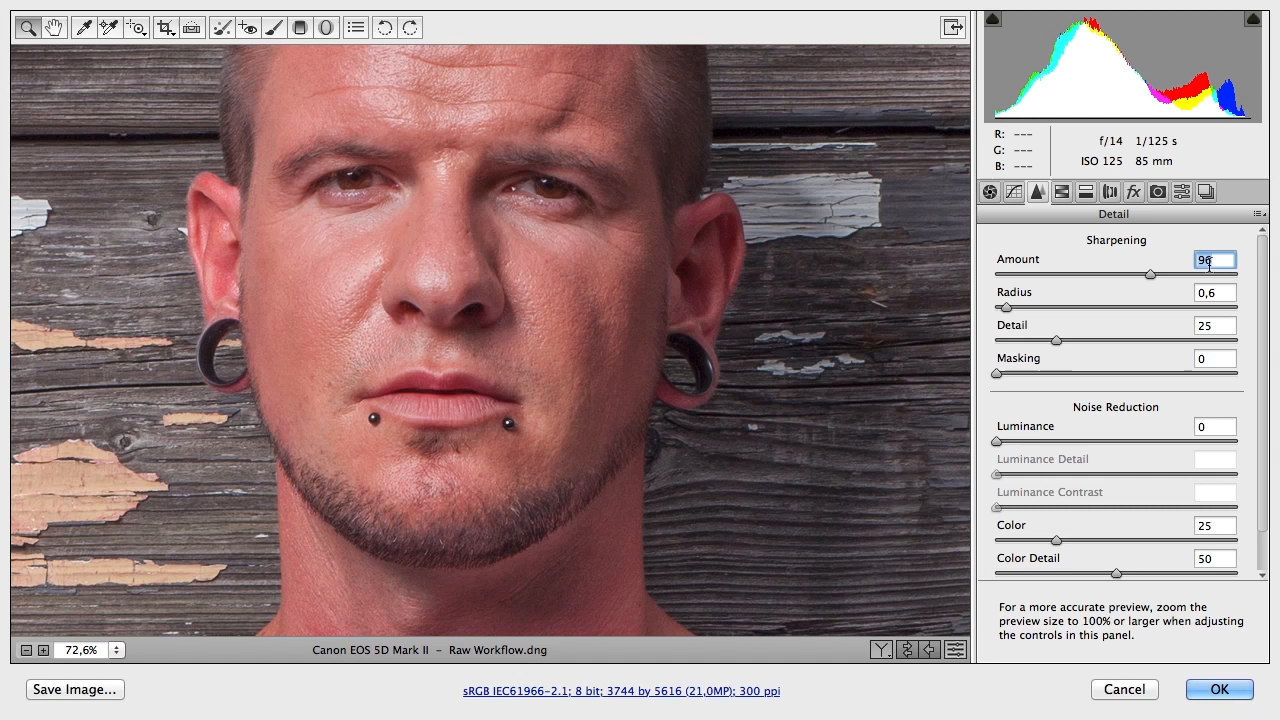 R: ---
G: ---
B: ---
f/14 1/125 s
ISO 125 85 mm
fx
Detail
Sharpening
Amount 96
Radius 0,6
Detail 25
Masking 0
Noise Reduction
Luminance 0
Luminance Detail
Luminance Contrast
Color 25
Color Detail 50
For a more accurate preview, zoom the
preview size to 100% or larger when adjusting
the controls in this panel.
72,6% Canon EOS 5D Mark II – Raw Workflow.dng Y
Save Image... sRGB IEC61966-2.1; 8 bit; 3744 by 5616 (21,0MP); 300 ppi Cancel OK